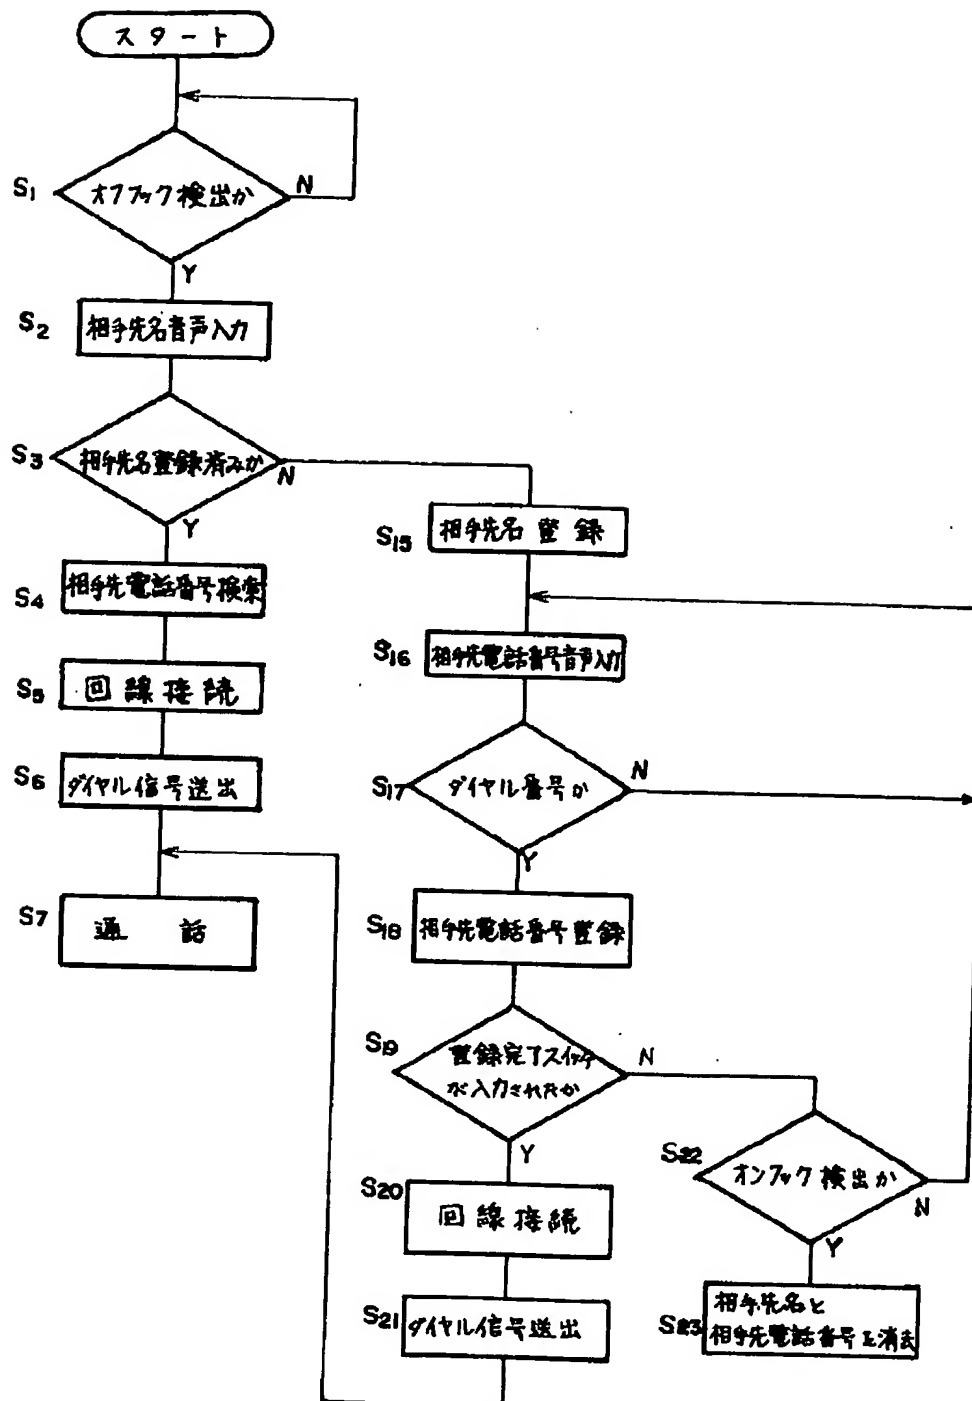 スタート
S1
オフフック検出か
N
Y
S2
相手先名音声入力
S3
相手先名登録済みか
N
Y
S4
相手先電話番号検索
S5
回線接続
S6
ダイヤル信号送出
S7
通話
S15
相手先名登録
S16
相手先電話番号音声入力
S17
ダイヤル番号か
N
Y
S18
相手先電話番号登録
S19
登録完了スイッチ
が入力されたか
N
Y
S20
回線接続
S21
ダイヤル信号送出
S22
オンフック検出か
N
Y
S23
相手先名と
相手先電話番号を消去